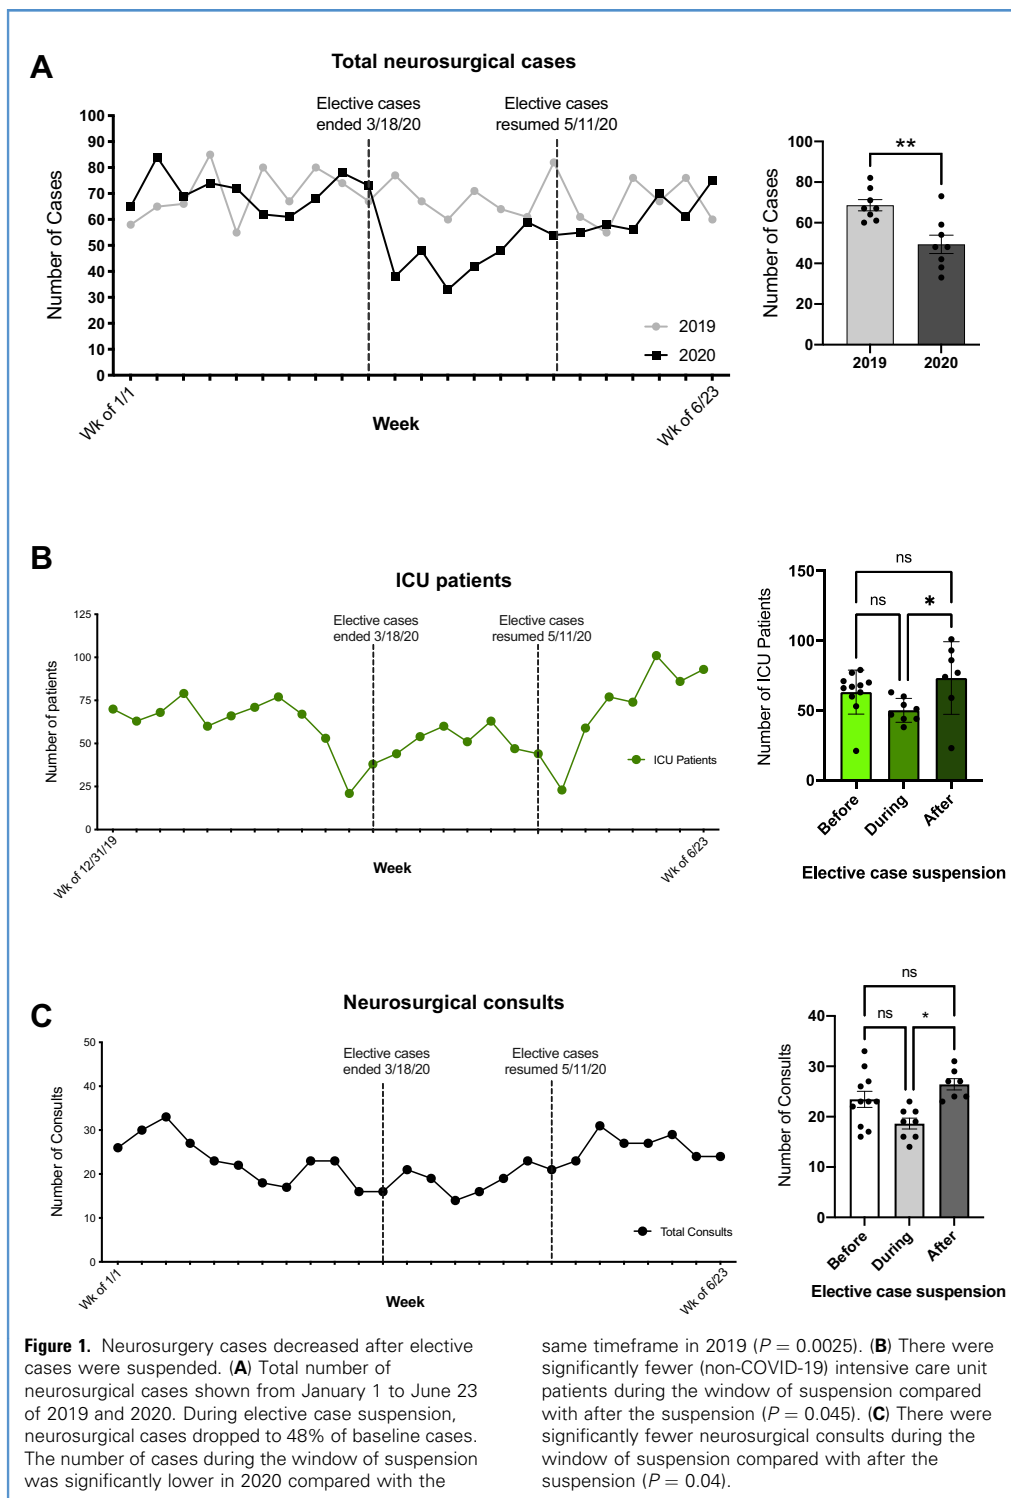 A
Total neurosurgical cases
Elective cases
ended 3/18/20
Elective cases
resumed 5/11/20
Number of Cases
100
90
80
70
60
50
40
30
20
10
0
2019
2020
Wk of 1/1
Week
Wk of 6/23
**
Number of Cases
100
80
60
40
20
0
2019
2020
B
ICU patients
Elective cases
ended 3/18/20
Elective cases
resumed 5/11/20
Number of patients
125
100
75
50
25
0
ICU Patients
Wk of 12/31/19
Week
Wk of 6/23
ns
ns
*
Number of ICU Patients
150
100
50
0
Before
During
After
Elective case suspension
C
Neurosurgical consults
Elective cases
ended 3/18/20
Elective cases
resumed 5/11/20
Number of Consults
50
40
30
20
10
0
Total Consults
Wk of 1/1
Week
Wk of 6/23
ns
ns
*
Number of Consults
40
30
20
10
0
Before
During
After
Elective case suspension
Figure 1. Neurosurgery cases decreased after elective
cases were suspended. (A) Total number of
neurosurgical cases shown from January 1 to June 23
of 2019 and 2020. During elective case suspension,
neurosurgical cases dropped to 48% of baseline cases.
The number of cases during the window of suspension
was significantly lower in 2020 compared with the
same timeframe in 2019 (P = 0.0025). (B) There were
significantly fewer (non-COVID-19) intensive care unit
patients during the window of suspension compared
with after the suspension (P = 0.045). (C) There were
significantly fewer neurosurgical consults during the
window of suspension compared with after the
suspension (P = 0.04).